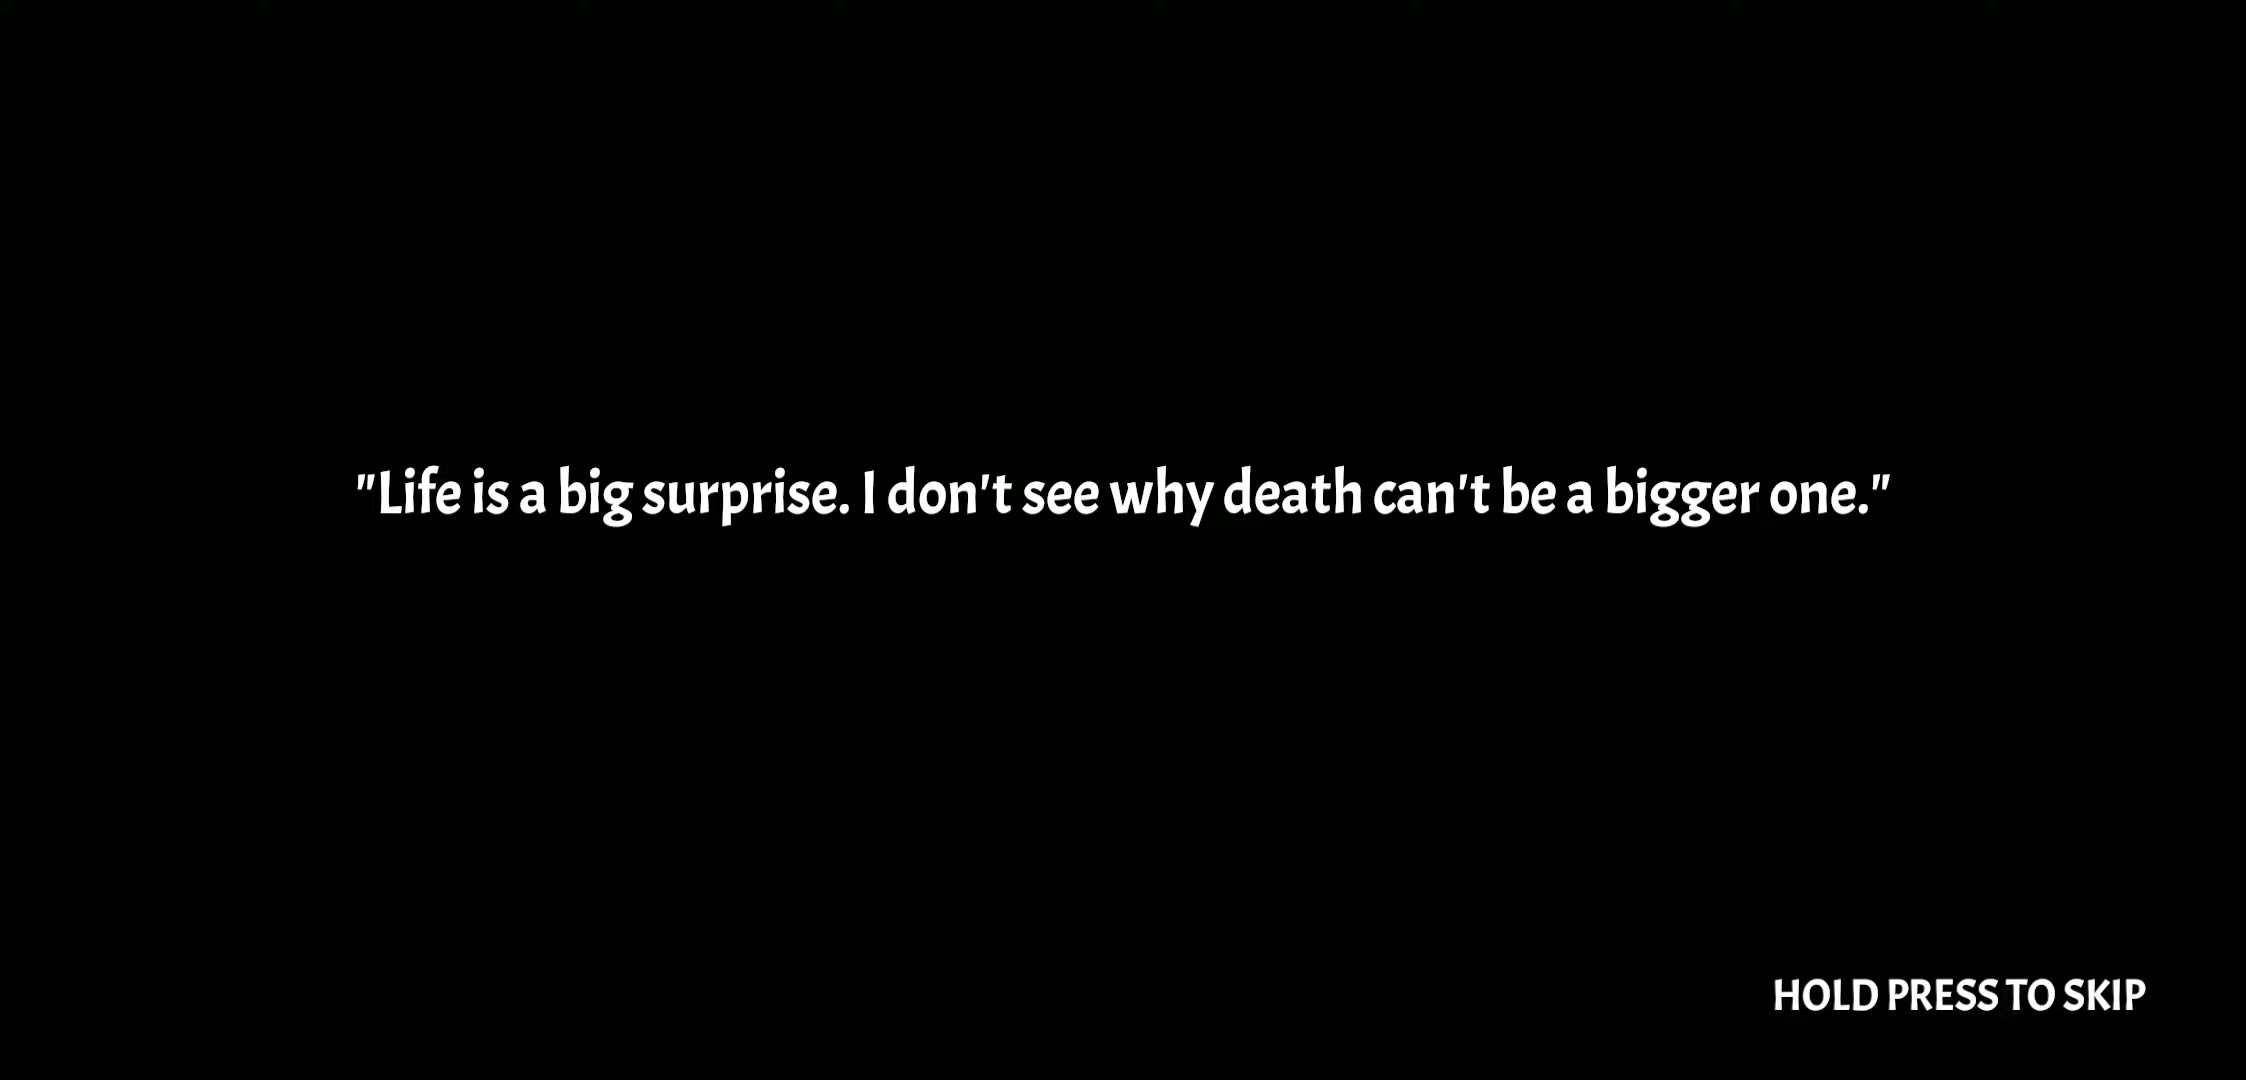 "Life is a big surprise. I don't see why death can't be a bigger one."
HOLD PRESS TO SKIP